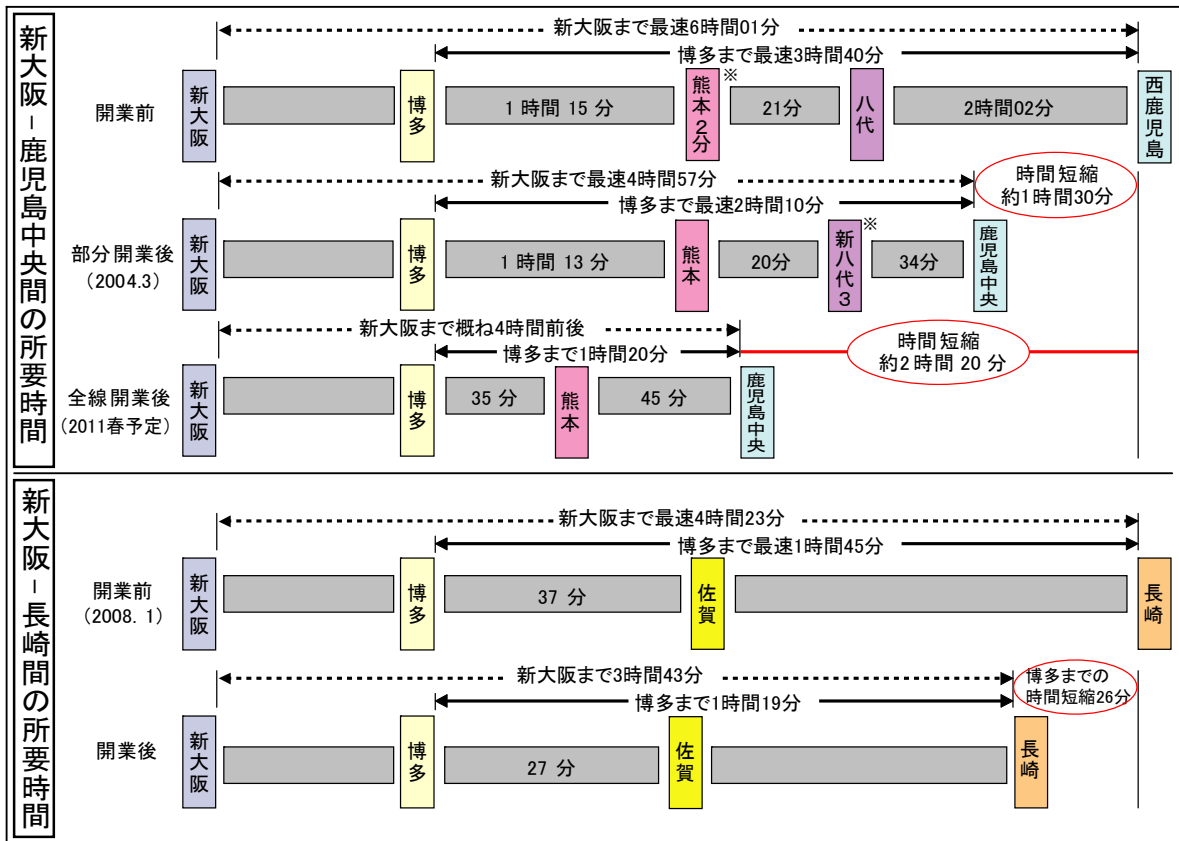 新大阪－鹿児島中央間の所要時間
新大阪まで最速6時間01分
博多まで最速3時間40分
開業前
新大阪
博多
1時間15分
熊本2分
※
21分
八代
2時間02分
西鹿児島
新大阪まで最速4時間57分
博多まで最速2時間10分
時間短縮
約1時間30分
部分開業後
（2004.3）
新大阪
博多
1時間13分
熊本
20分
新八代3
※
34分
鹿児島中央
新大阪まで概ね4時間前後
博多まで1時間20分
時間短縮
約2時間20分
全線開業後
（2011春予定）
新大阪
博多
35分
熊本
45分
鹿児島中央
新大阪－長崎間の所要時間
新大阪まで最速4時間23分
博多まで最速1時間45分
開業前
（2008.1）
新大阪
博多
37分
佐賀
長崎
新大阪まで3時間43分
博多まで1時間19分
博多までの
時間短縮26分
開業後
新大阪
博多
27分
佐賀
長崎